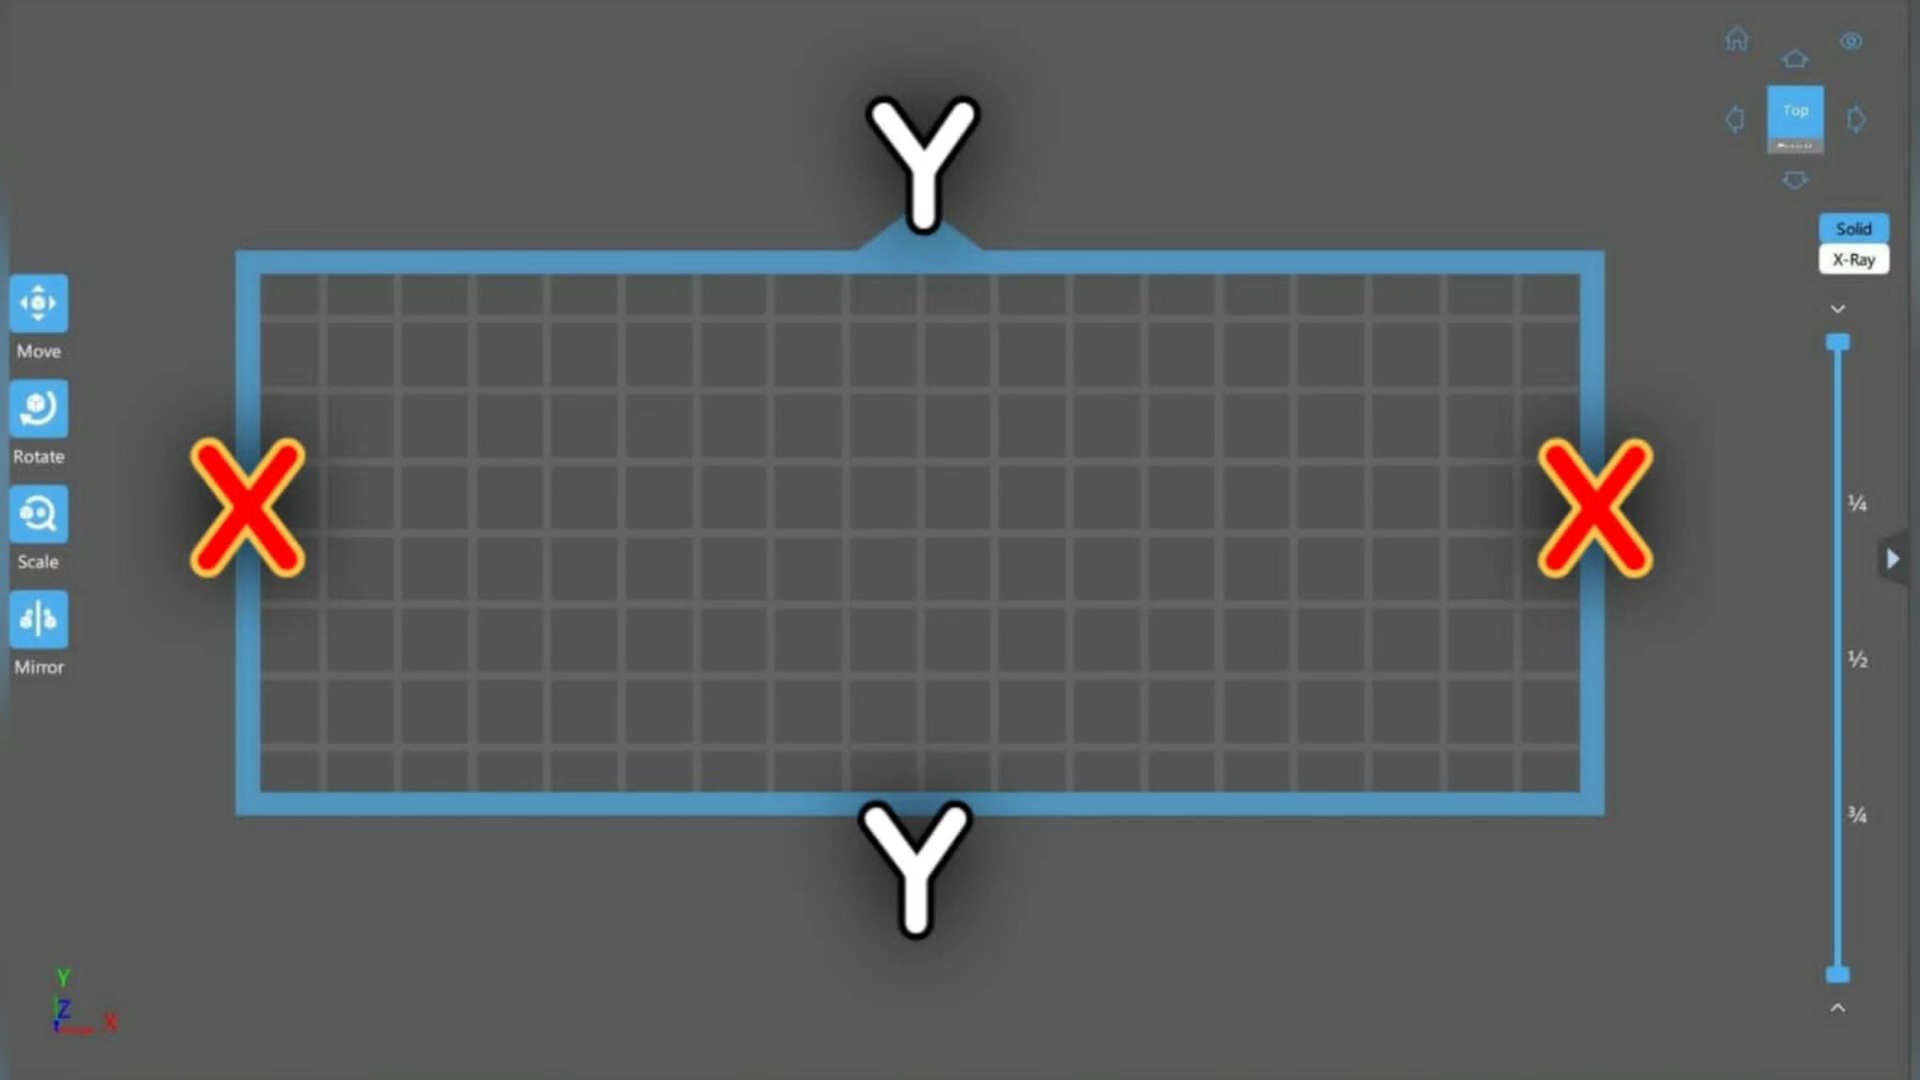 Y
Top
Solid
X-Ray
Move
Rotate
X
X
Scale
¼
Mirror
½
¾
Y
Y
Z
X